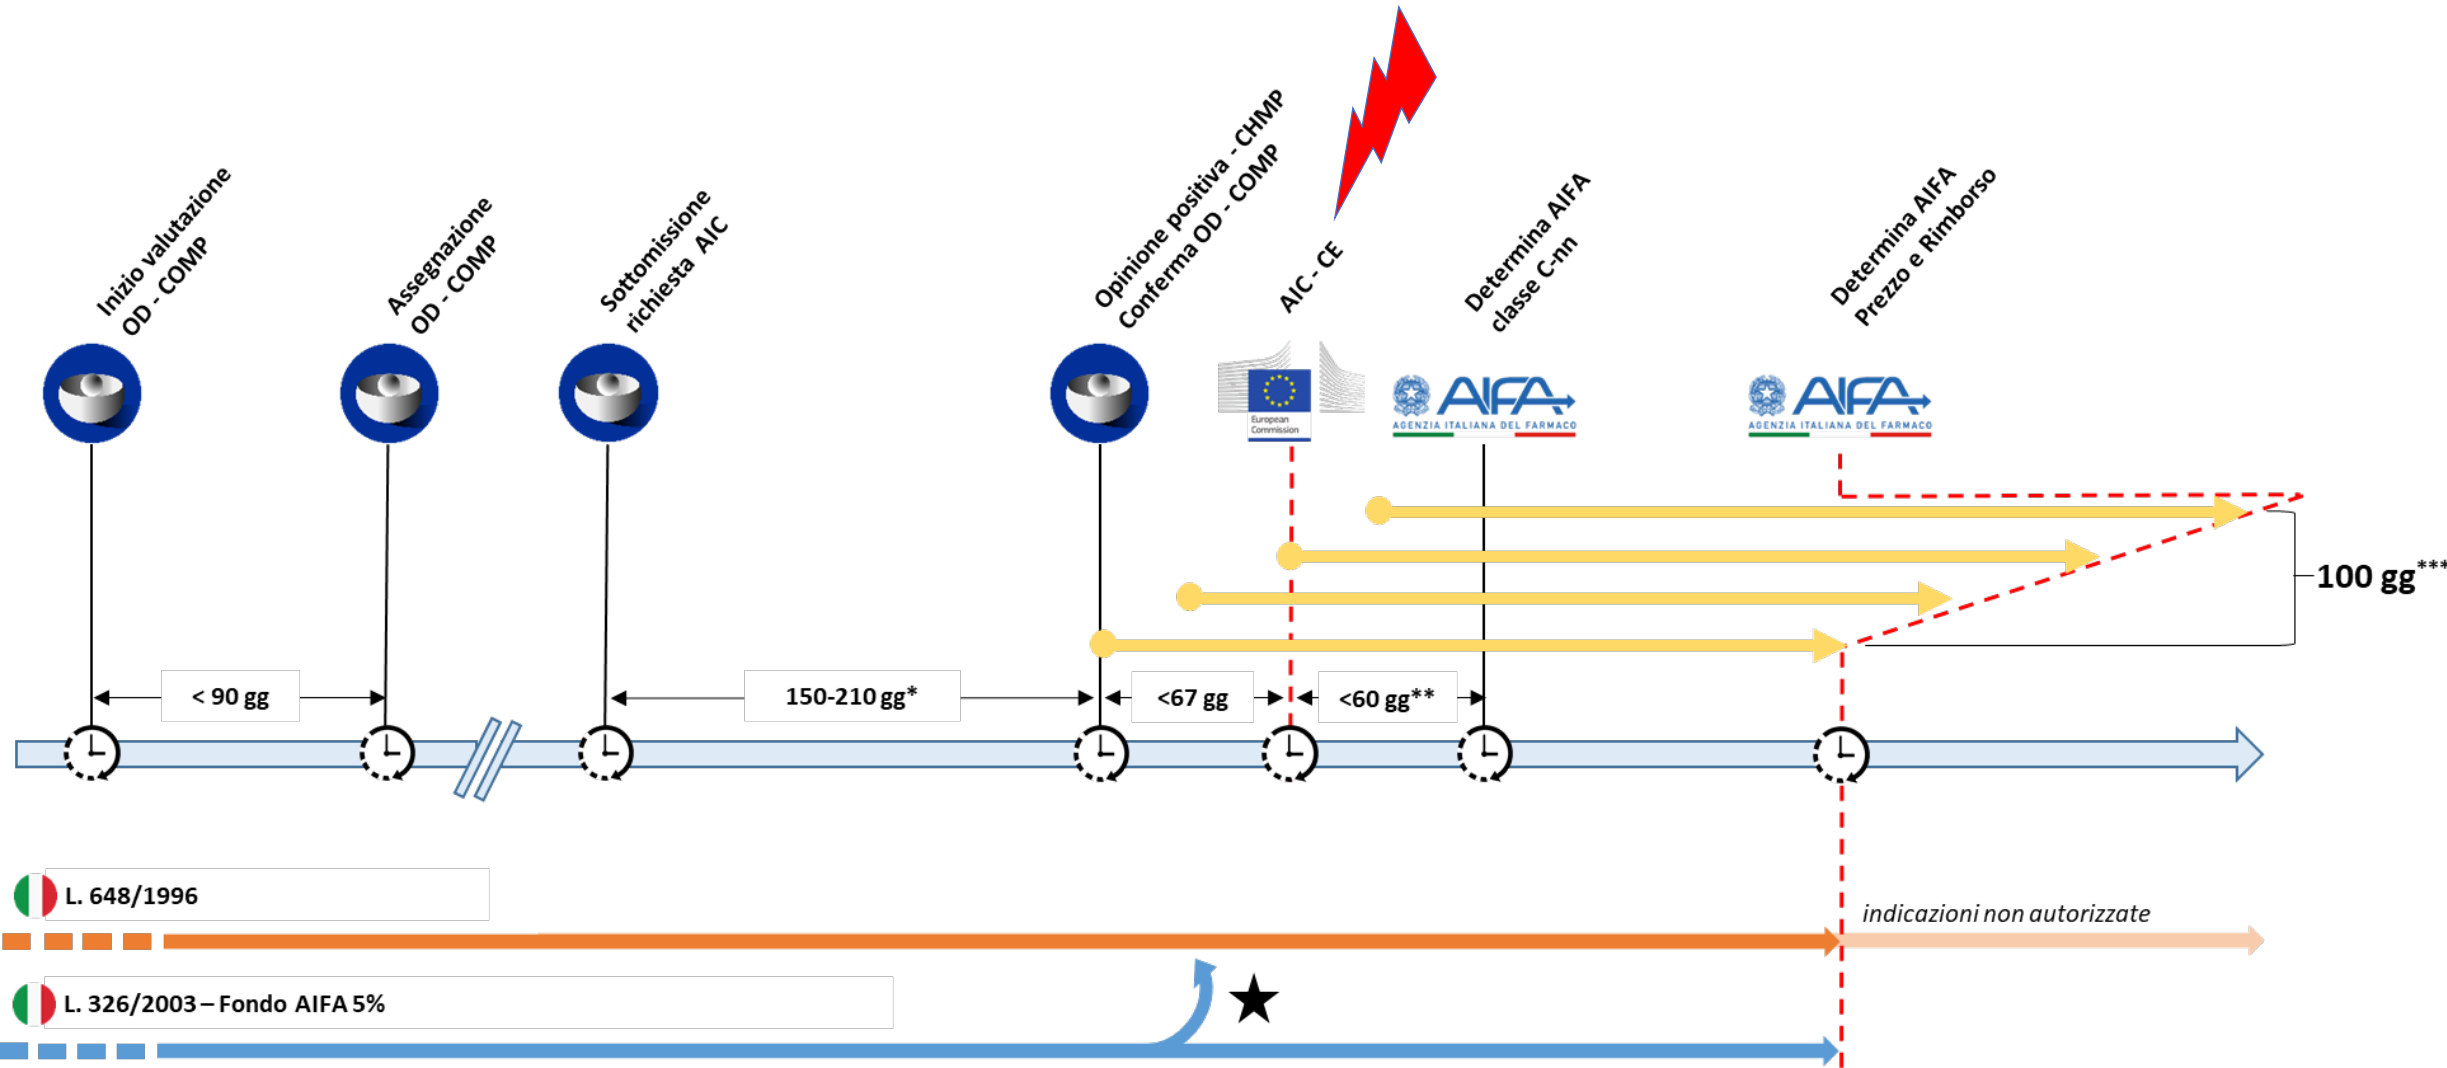 Inizio valutazione
OD - COMP
Assegnazione
OD - COMP
Sottomissione
richiesta AIC
Opinione positiva - CHMP
Conferma OD - COMP
AIC - CE
Determina AIFA
classe C-nn
Determina AIFA
Prezzo e Rimborso
European
Commission
AIFA
AGENZIA ITALIANA DEL FARMACO
AIFA
AGENZIA ITALIANA DEL FARMACO
100 gg***
< 90 gg
150-210 gg*
<67 gg
<60 gg**
L. 648/1996
indicazioni non autorizzate
L. 326/2003 – Fondo AIFA 5%